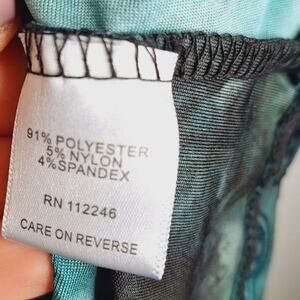 91% POLYESTER
5% NYLON
4%SPANDEX
RN 112246
CARE ON REVERSE